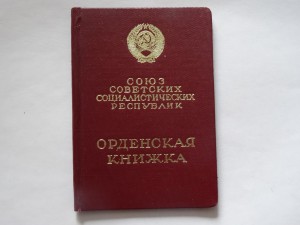 СОЮЗ
СОВЕТСКИХ
СОЦИАЛИСТИЧЕСКИХ
РЕСПУБЛИК
ОРДЕНСКАЯ
КНИЖКА